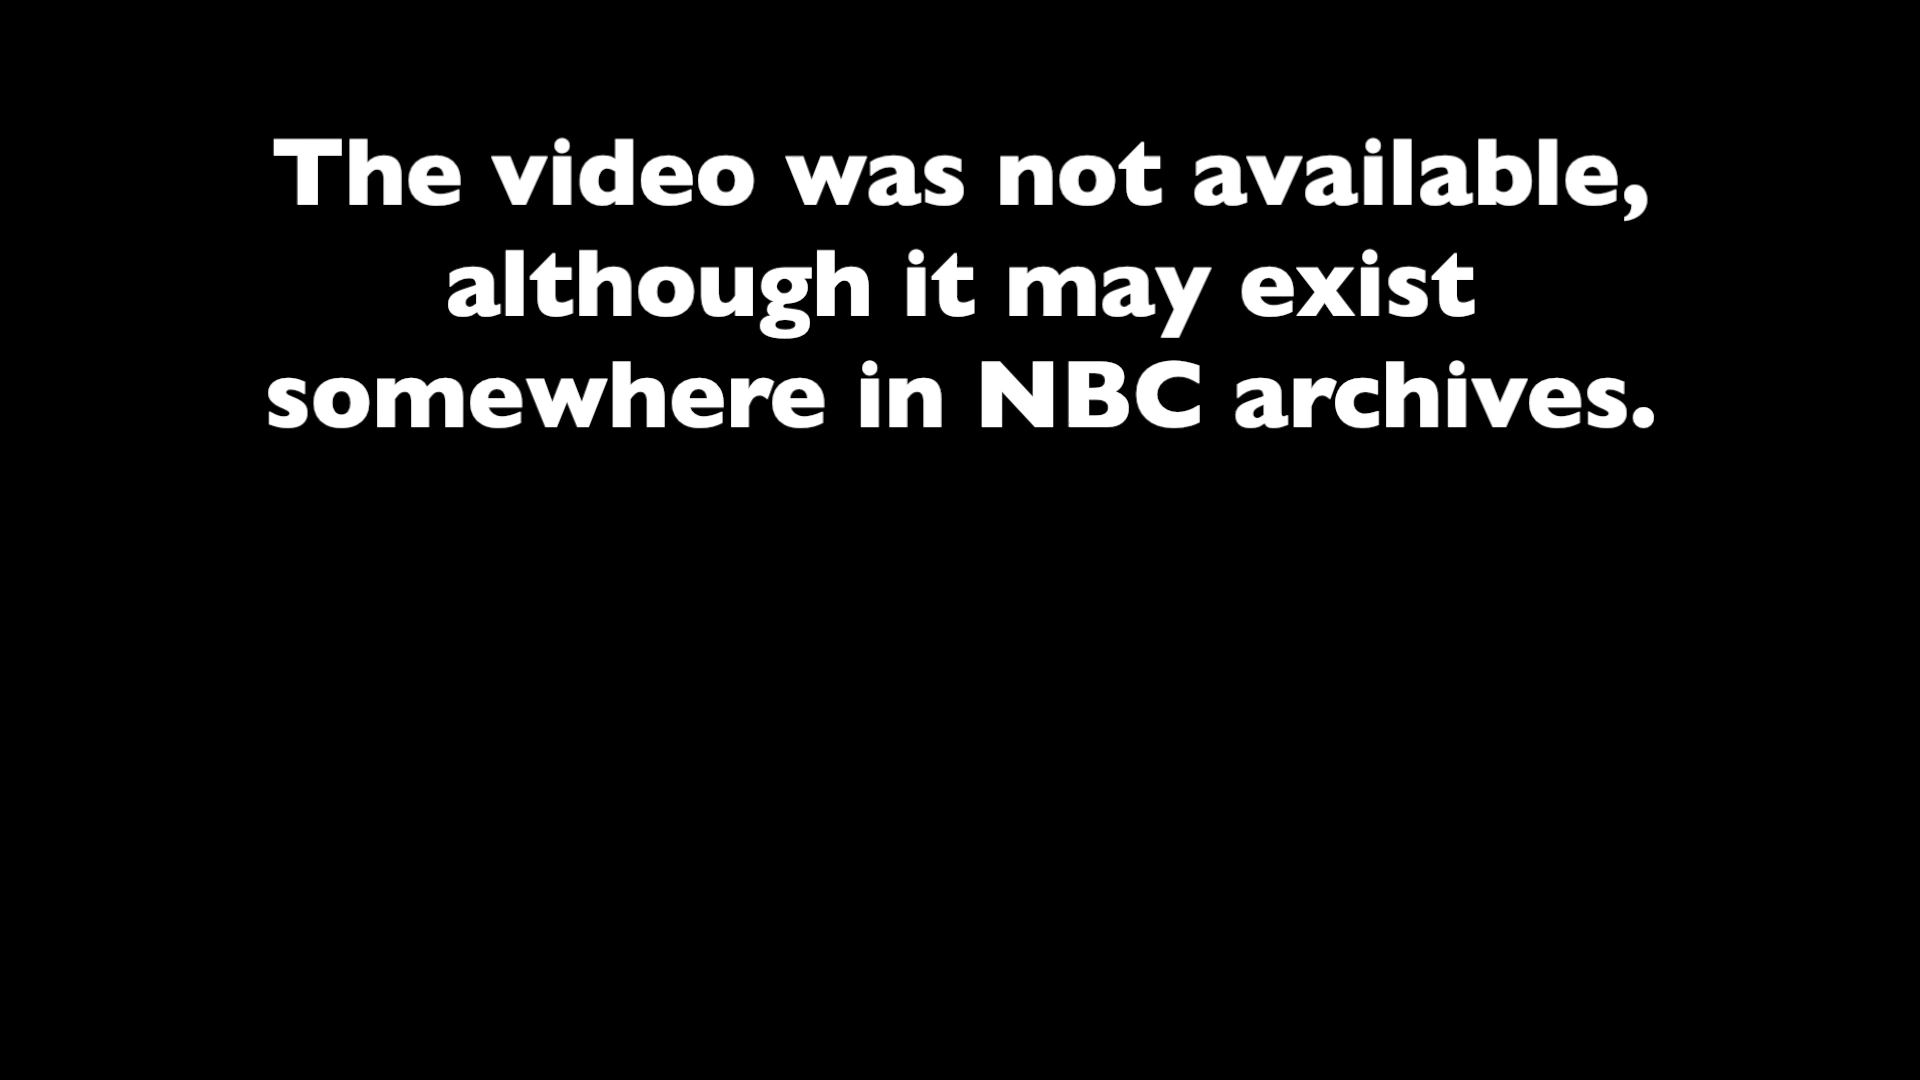 The video was not available,
although it may exist
somewhere in NBC archives.